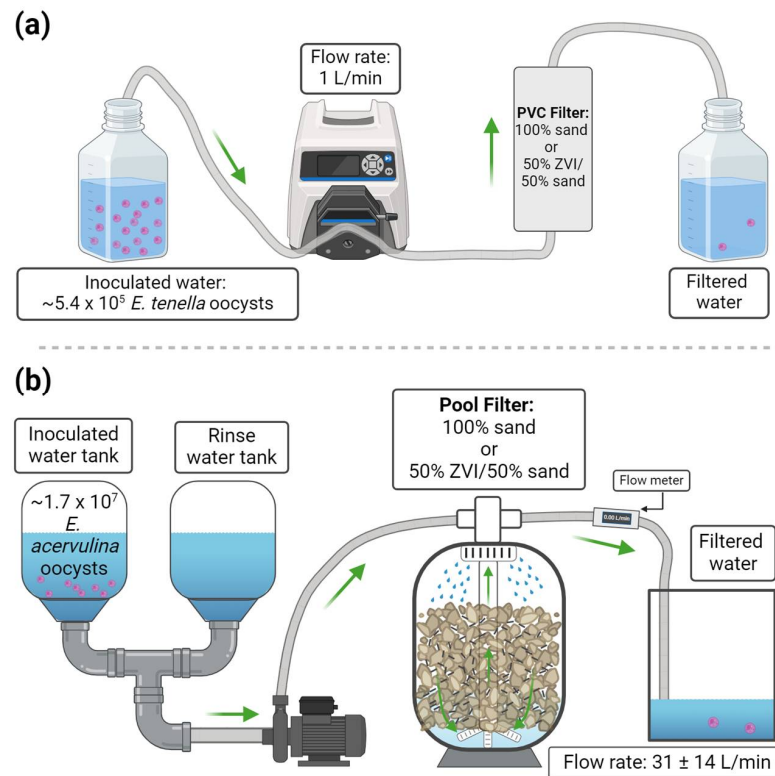 (a)
Flow rate:
1 L/min
PVC Filter:
100% sand
or
50% ZVI/
50% sand
Inoculated water:
~5.4 x 10⁵ E. tenella oocysts
Filtered
water
(b)
Inoculated
water tank
Rinse
water tank
Pool Filter:
100% sand
or
50% ZVI/50% sand
Flow meter
0.00 L/min
~1.7 x 10⁷
E.
acervulina
oocysts
Filtered
water
Flow rate: 31 ± 14 L/min